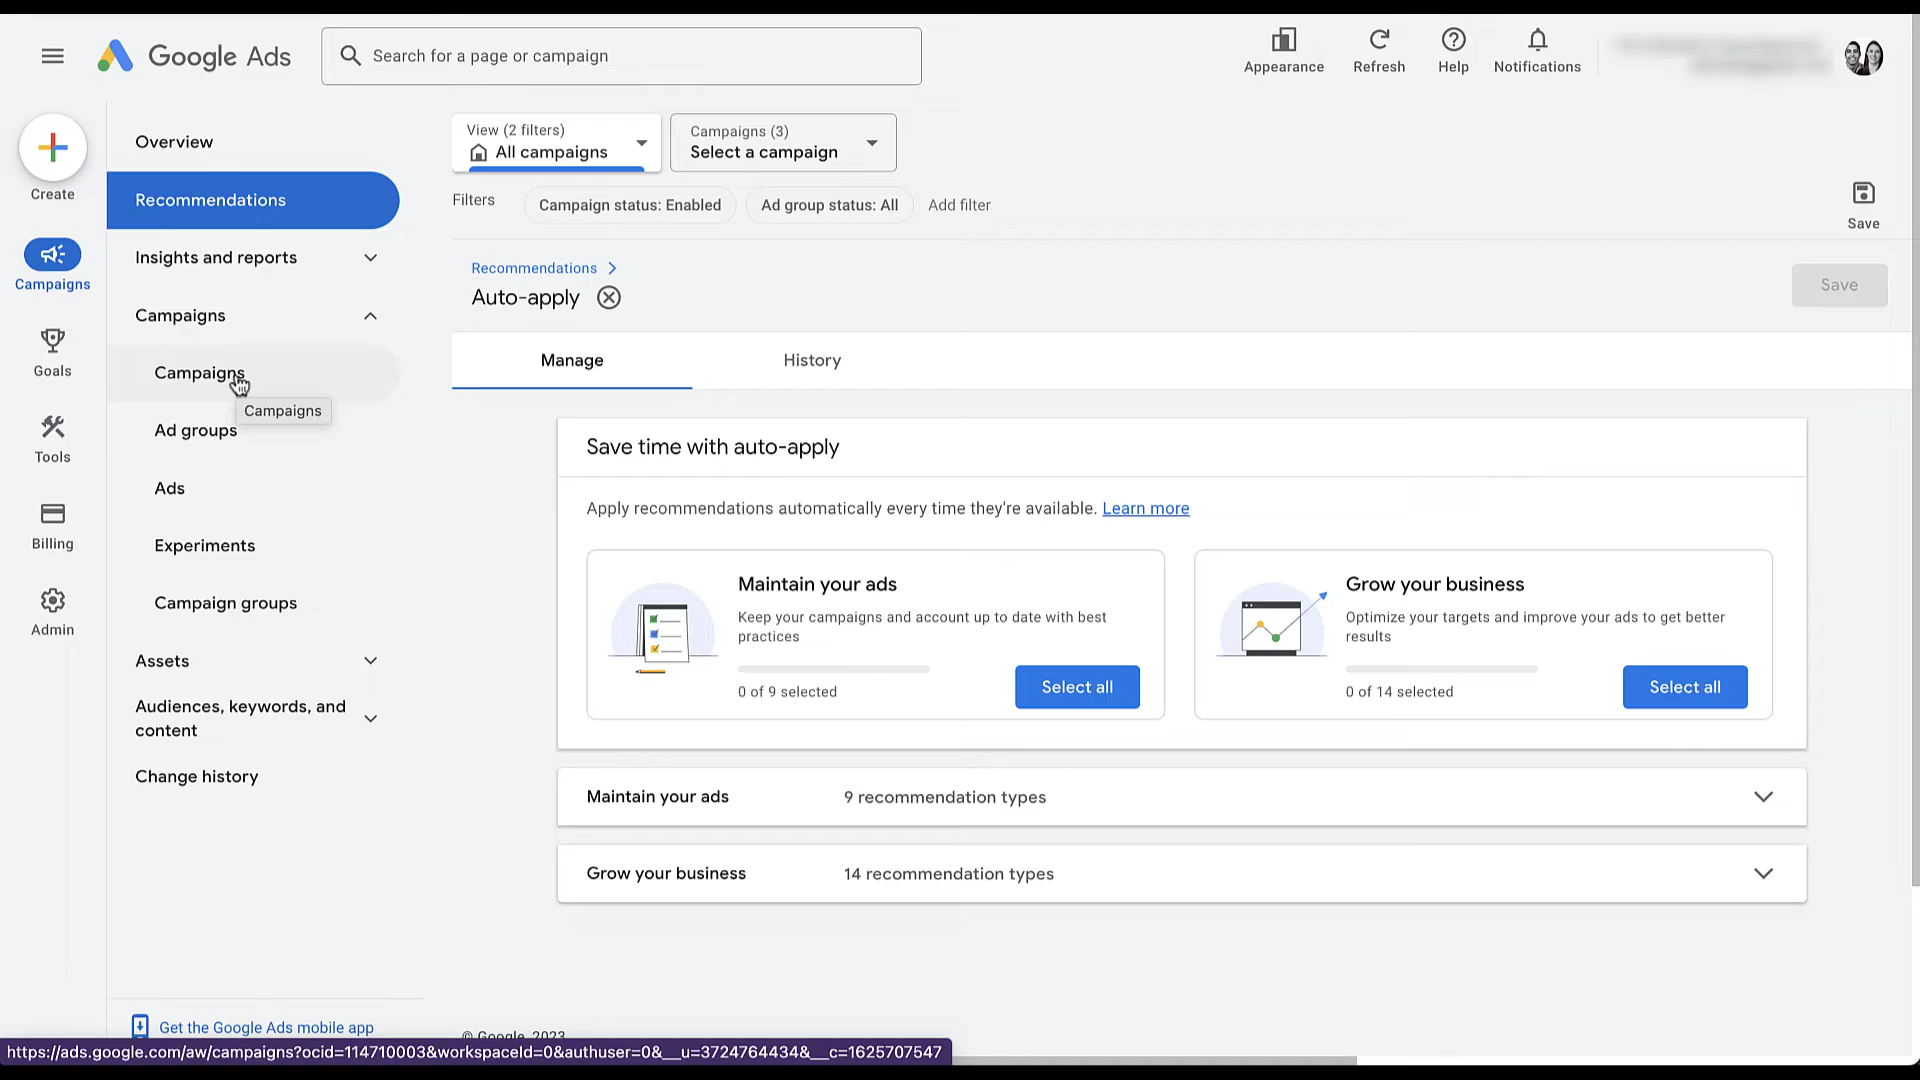 Google Ads
Search for a page or campaign
Appearance
Refresh
Help
Notifications
Create
Campaigns
Goals
Tools
Billing
Admin
Overview
Recommendations
Insights and reports
Campaigns
Campaigns
Campaigns
Ad groups
Ads
Experiments
Campaign groups
Assets
Audiences, keywords, and
content
Change history
Get the Google Ads mobile app
View (2 filters)
All campaigns
Campaigns (3)
Select a campaign
Filters
Campaign status: Enabled
Ad group status: All
Add filter
Save
Recommendations
Auto-apply
Save
Manage
History
Save time with auto-apply
Apply recommendations automatically every time they're available. Learn more
Maintain your ads
Keep your campaigns and account up to date with best
practices
0 of 9 selected
Select all
Grow your business
Optimize your targets and improve your ads to get better
results
0 of 14 selected
Select all
Maintain your ads 9 recommendation types
Grow your business 14 recommendation types
© Google, 2023
https://ads.google.com/aw/campaigns?ocid=114710003&workspaceId=0&authuser=0&__u=3724764434&__c=1625707547